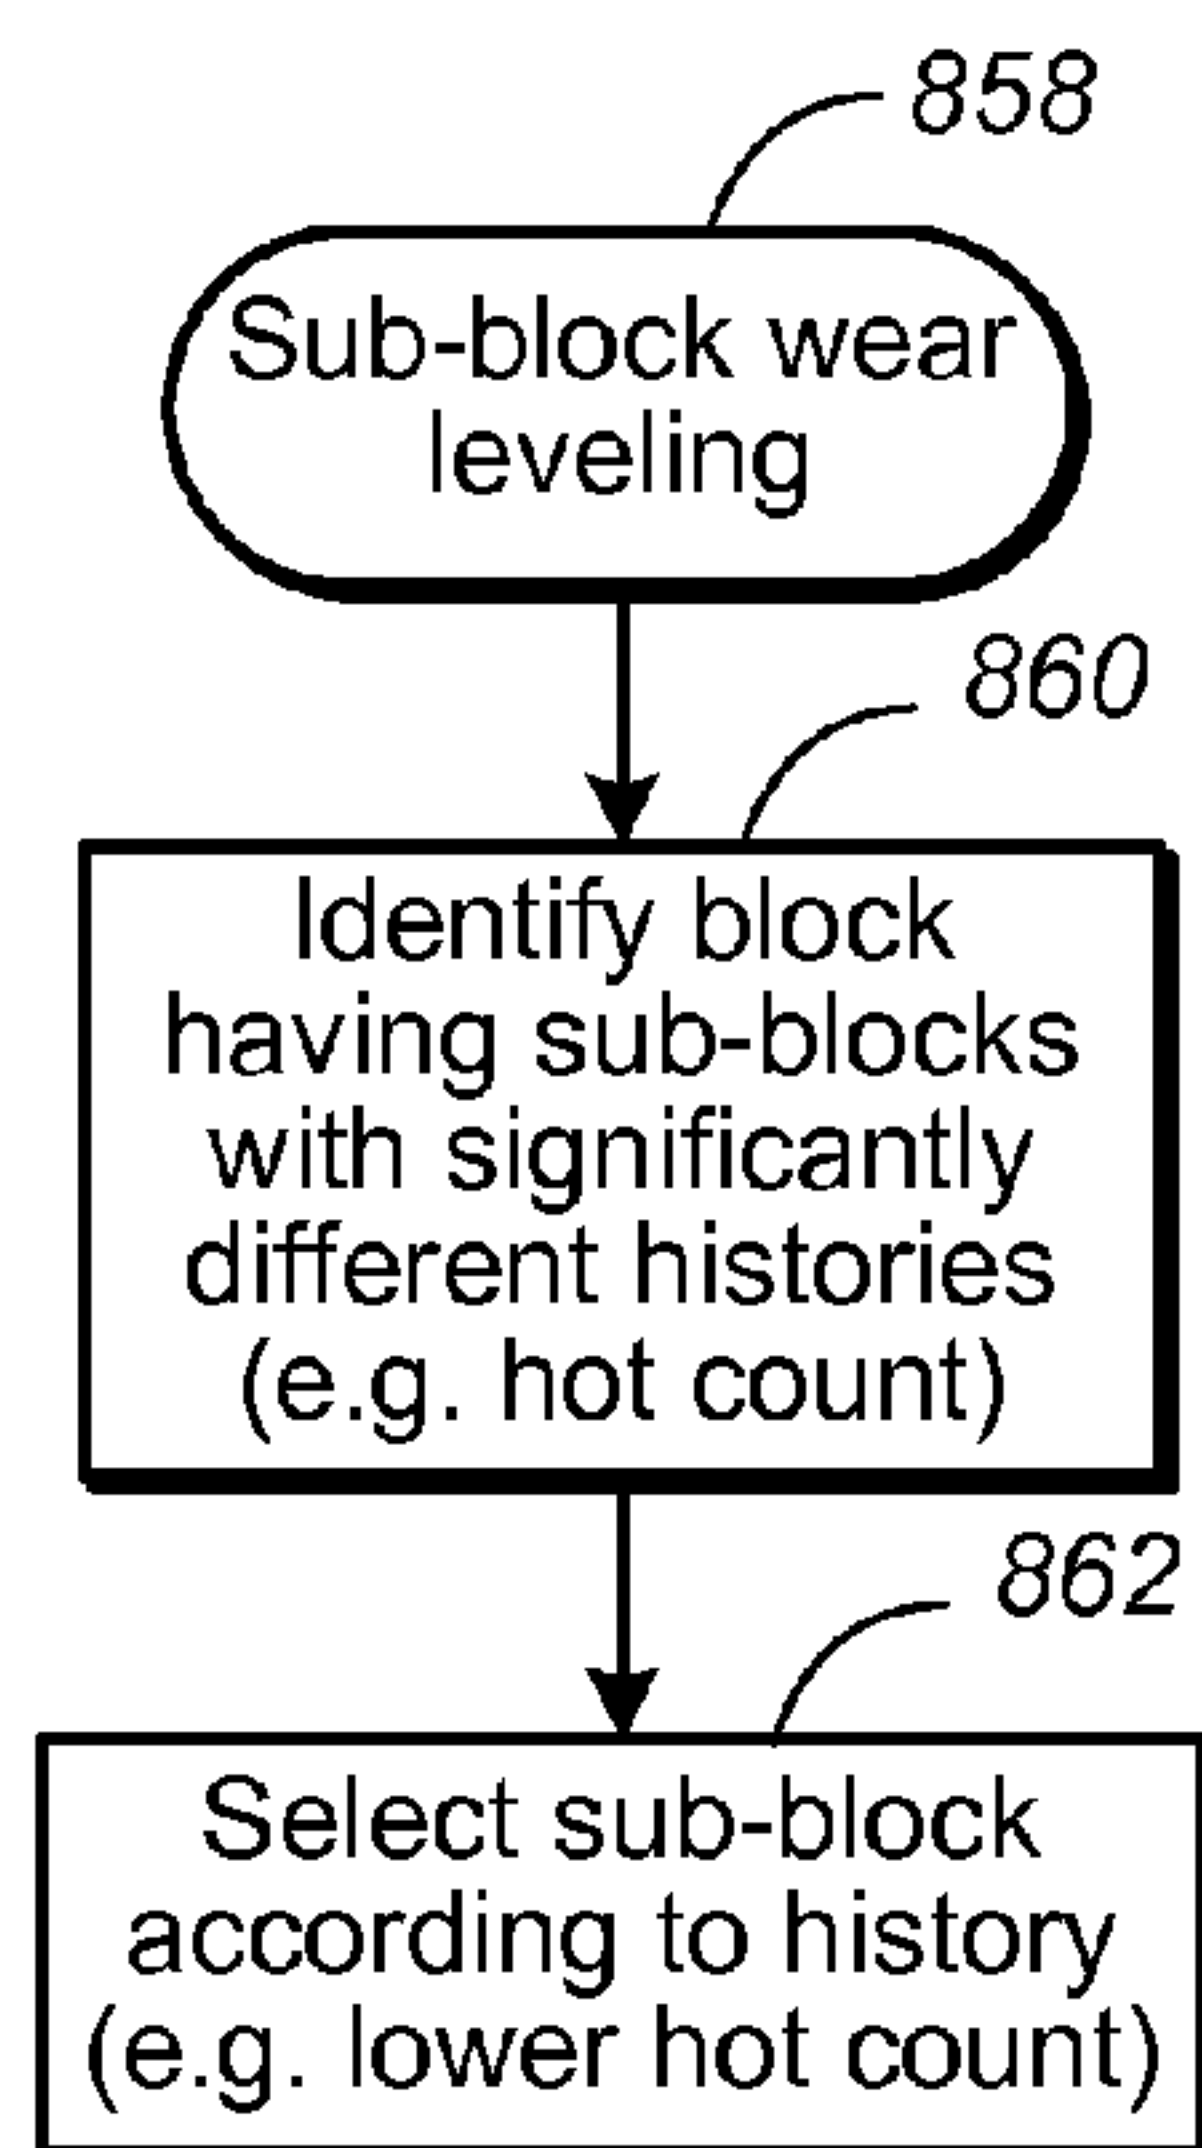 858
Sub-block wear
leveling
860
Identify block
having sub-blocks
with significantly
different histories
(e.g. hot count)
862
Select sub-block
according to history
(e.g. lower hot count)